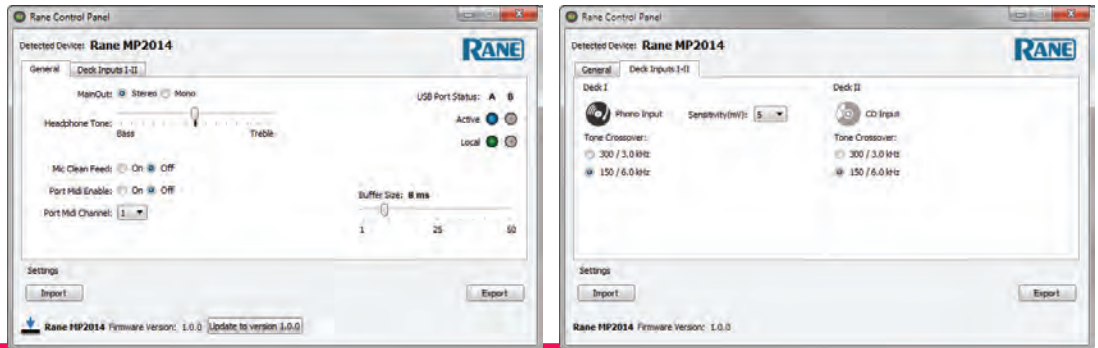 Rane Control Panel
Detected Device: Rane MP2014
RANE
General Deck Inputs I-II
MainOut: Stereo Mono
Headphone Tone:
Bass Treble
Mic Clean Feed: On Off
Port Midi Enable: On Off
Port Midi Channel: 1
USB Port Status: A B
Active
Local
Buffer Size: 8 ms
1 25 50
Settings
Import Export
Rane MP2014 Firmware Version: 1.0.0 Update to version 1.0.0
Rane Control Panel
Detected Device: Rane MP2014
RANE
General Deck Inputs I-II
Deck I Deck II
Phono Input Sensitivity(mV): 5 CD Input
Tone Crossover: Tone Crossover:
300 / 3.0 kHz 300 / 3.0 kHz
150 / 6.0 kHz 150 / 6.0 kHz
Settings
Import Export
Rane MP2014 Firmware Version: 1.0.0